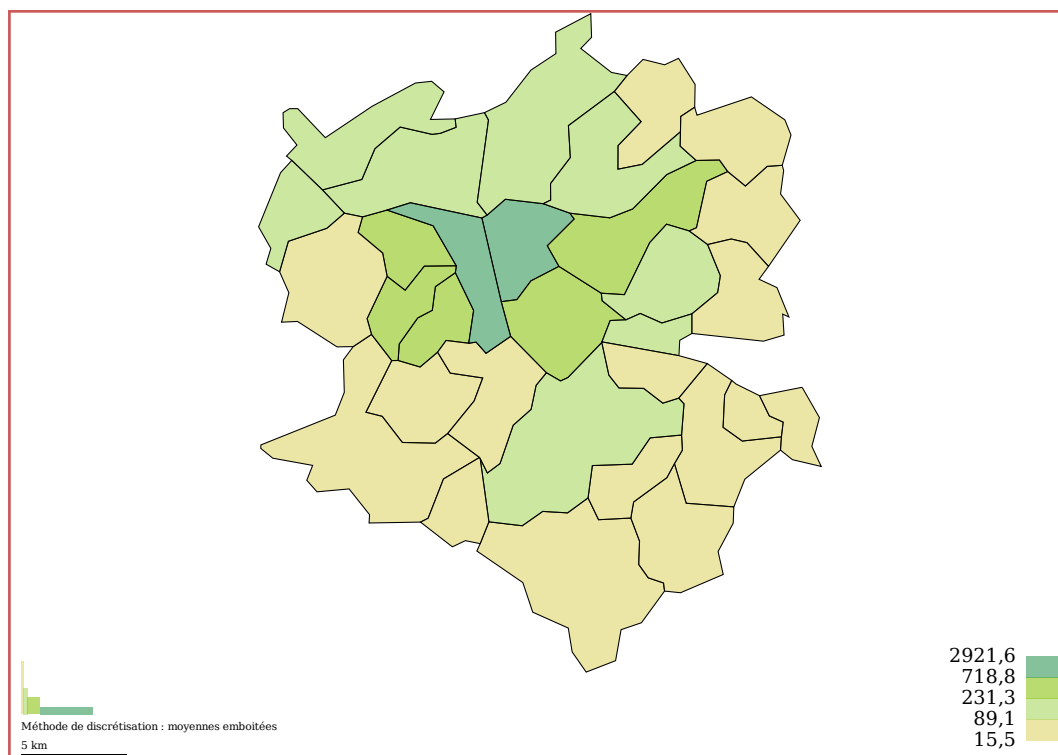 2921,6
718,8
231,3
89,1
15,5
Méthode de discrétisation : moyennes emboitées
5 km